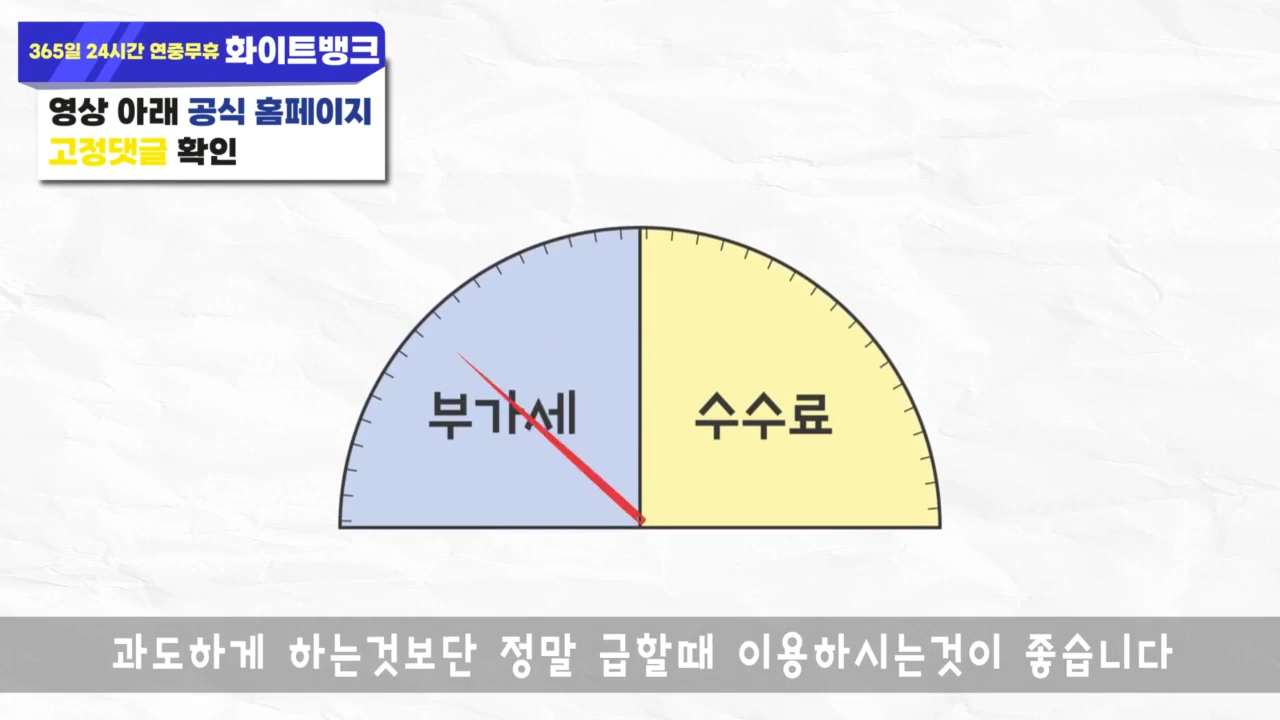 365일 24시간 연중무휴 화이트뱅크
영상 아래 공식 홈페이지
고정댓글 확인
부가세
수수료
과도하게 하는것보단 정말 급할때 이용하시는것이 좋습니다